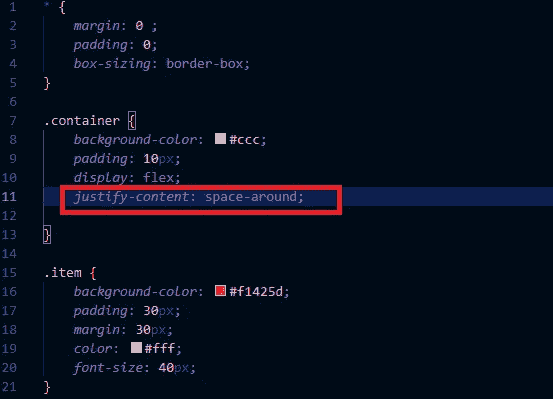 1 * {
2 margin: 0 ;
3 padding: 0;
4 box-sizing: border-box;
5 }
6
7 .container {
8 background-color: #ccc;
9 padding: 10px;
10 display: flex;
11 justify-content: space-around;
12
13 }
14
15 .item {
16 background-color: #f1425d;
17 padding: 30px;
18 margin: 30px;
19 color: #fff;
20 font-size: 40px;
21 }